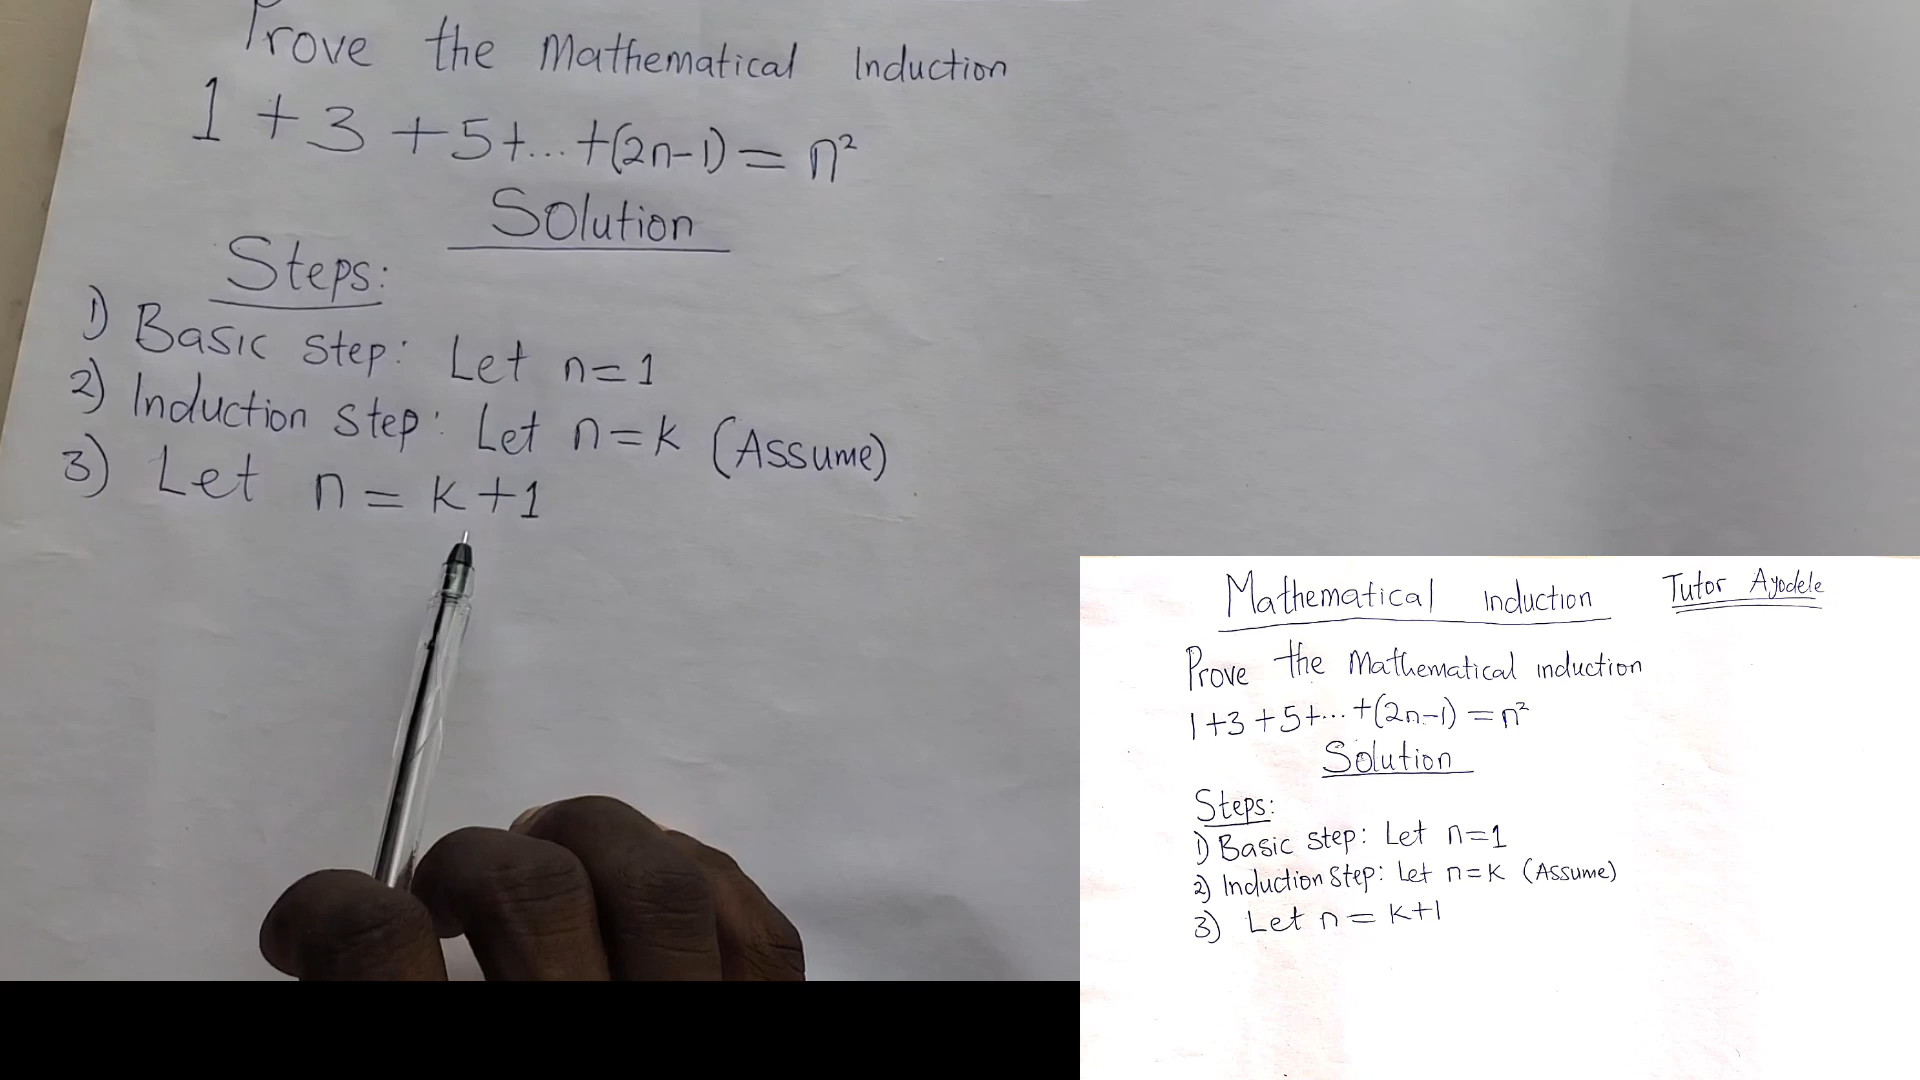 Prove the Mathematical Induction
1 + 3 + 5 + ... + (2n-1) = n²
Solution
Steps:
1) Basic step: Let n=1
2) Induction step: Let n=k (Assume)
3) Let n = k+1
Mathematical induction
Tutor Ayodele
Prove the Mathematical induction
1+3+5+...+(2n-1) = n²
Solution
Steps:
1) Basic step: Let n=1
2) Induction step: Let n=k (Assume)
3) Let n = k+1